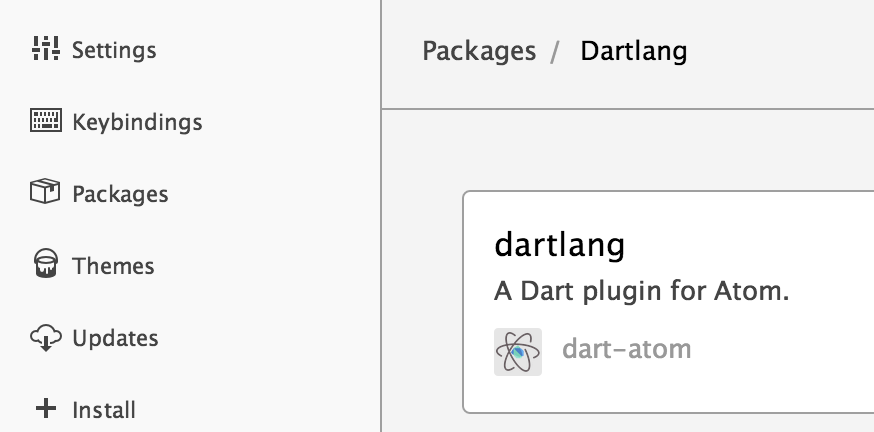 Settings
Keybindings
Packages
Themes
Updates
Install
Packages / Dartlang
dartlang
A Dart plugin for Atom.
dart-atom